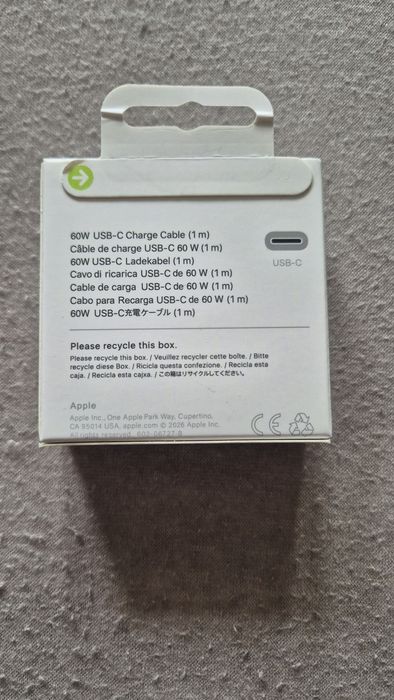 60W USB-C Charge Cable (1 m)
Câble de charge USB-C 60 W (1 m)
60W USB-C Ladekabel (1 m)
Cavo di ricarica USB-C de 60 W (1 m)
Cable de carga USB-C de 60 W (1 m)
Cabo para Recarga USB-C de 60 W (1 m)
60W USB-C充電ケーブル (1 m)
USB-C
Please recycle this box.
Please recycle this box. / Veuillez recycler cette boîte. / Bitte
recycle diese Box. / Ricicla questa confezione. / Recicla esta
caja. / Recicla esta cajxa. / この箱はリサイクルしてください。
Apple
Apple Inc., One Apple Park Way, Cupertino,
CA 95014 USA, apple.com © 2026 Apple Inc.
All rights reserved. 603-06727-B
CE